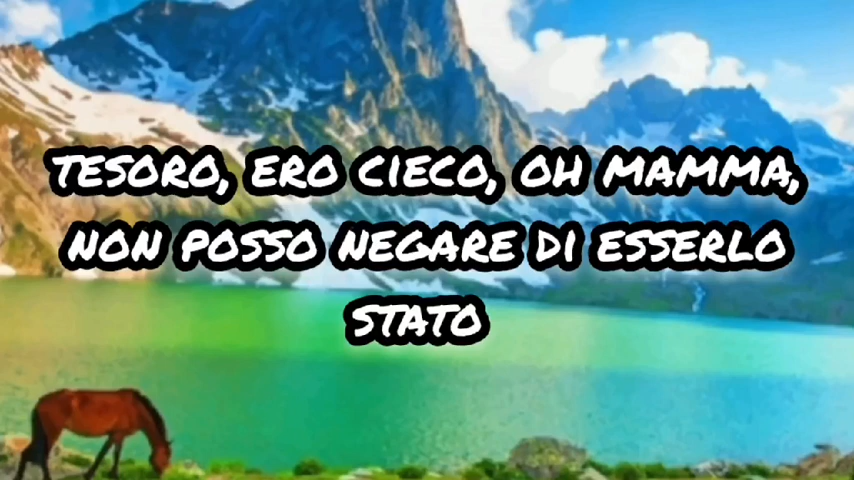 TESORO, ERO CIECO, OH MAMMA,
NON POSSO NEGARE DI ESSERLO
STATO